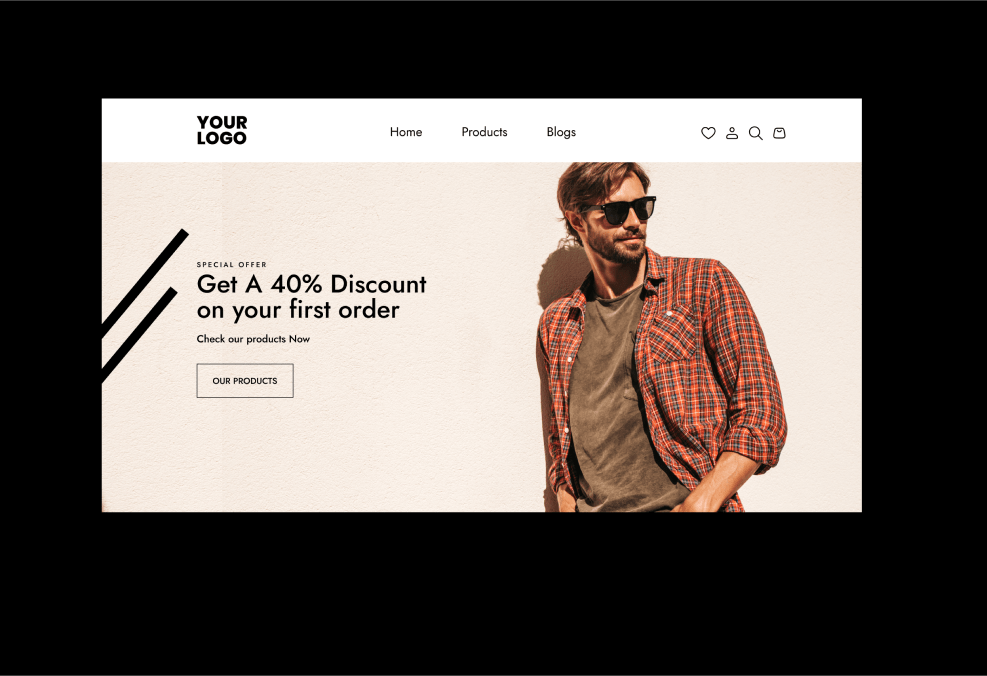 YOUR
LOGO
Home
Products
Blogs
SPECIAL OFFER
Get A 40% Discount
on your first order
Check our products Now
OUR PRODUCTS